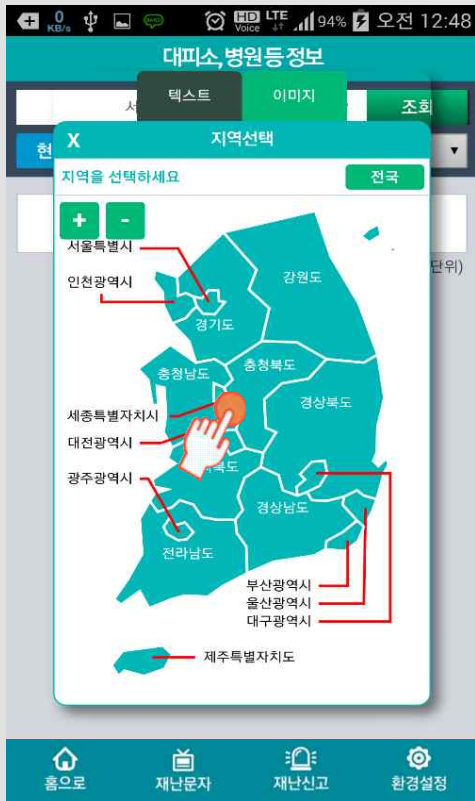 0
KB/s
HD
Voice
LTE
94%
오전 12:48
대피소,병원등정보
텍스트
이미지
서
조회
X
지역선택
현
지역을 선택하세요
전국
+
-
단위)
서울특별시
강원도
인천광역시
경기도
충청남도
충청북도
경상북도
세종특별자치시
대전광역시
북도
광주광역시
경상남도
전라남도
부산광역시
울산광역시
대구광역시
제주특별자치도
홈으로
재난문자
재난신고
환경설정